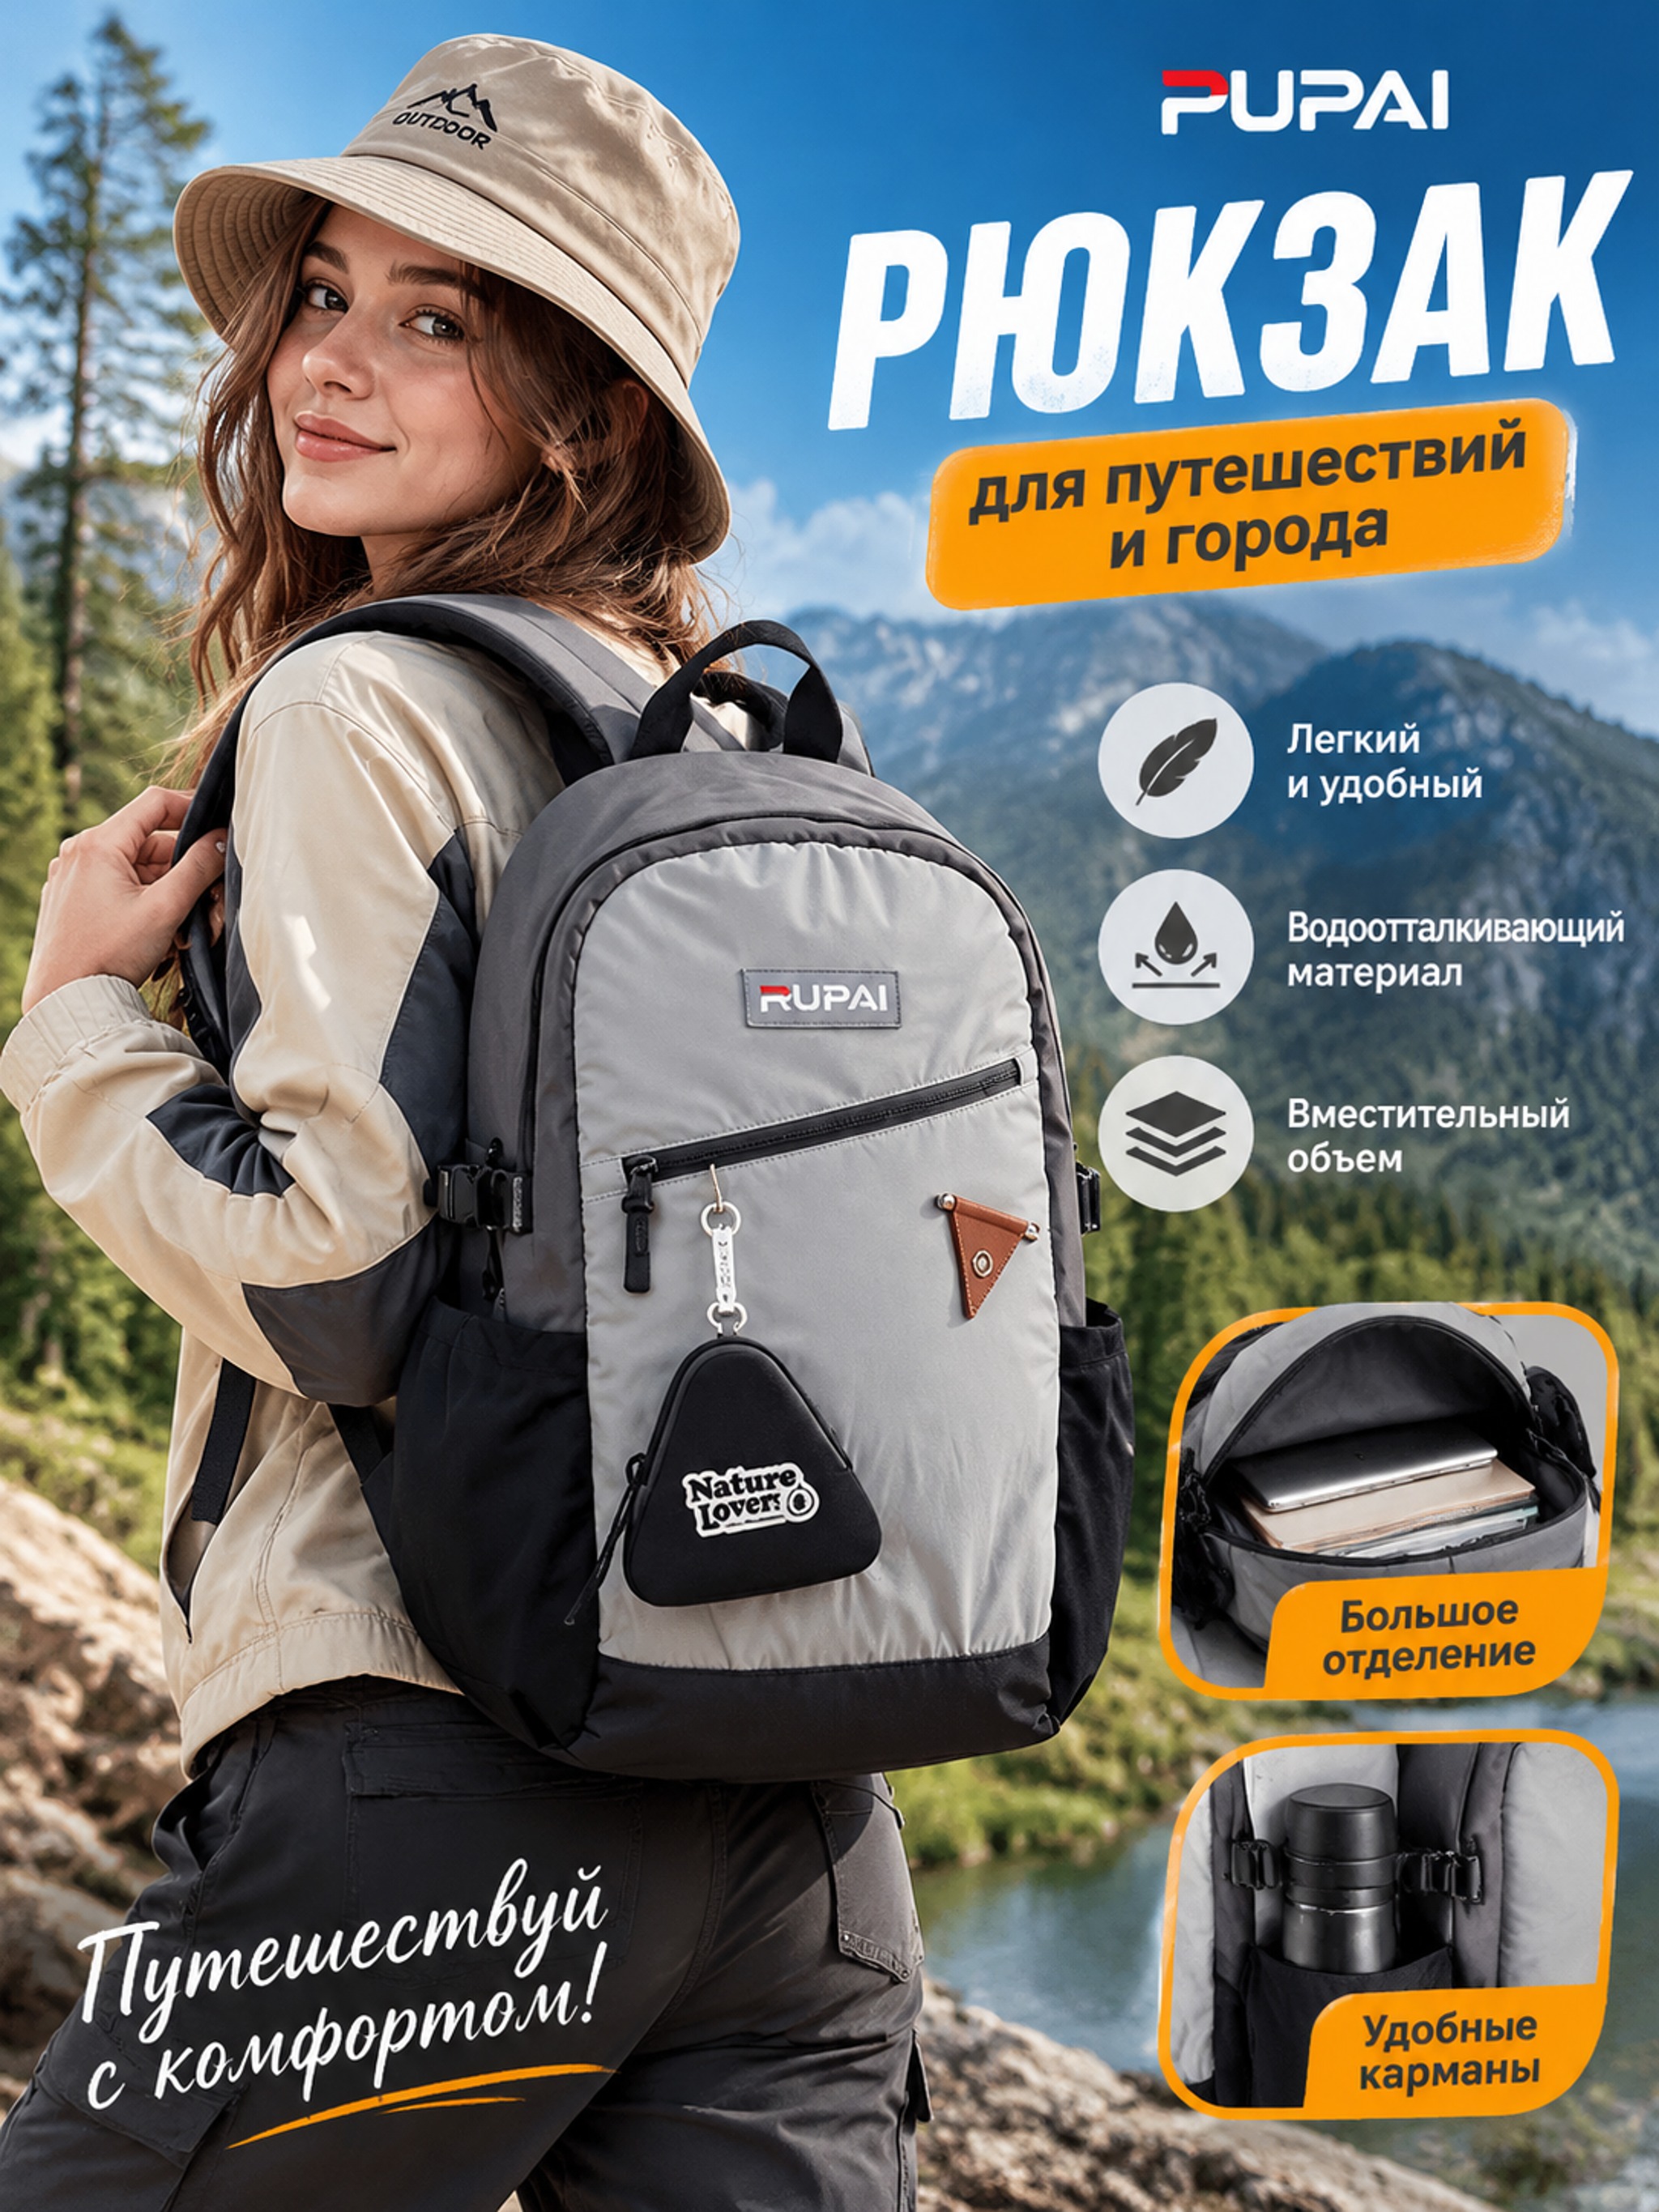 OUTDOOR
PUPAI
РЮКЗАК
для путешествий
и города
Легкий
и удобный
Водоотталкивающий
материал
Вместительный
объем
RUPAI
Nature
Lovers
Большое
отделение
Удобные
карманы
Путешествуй
с комфортом!